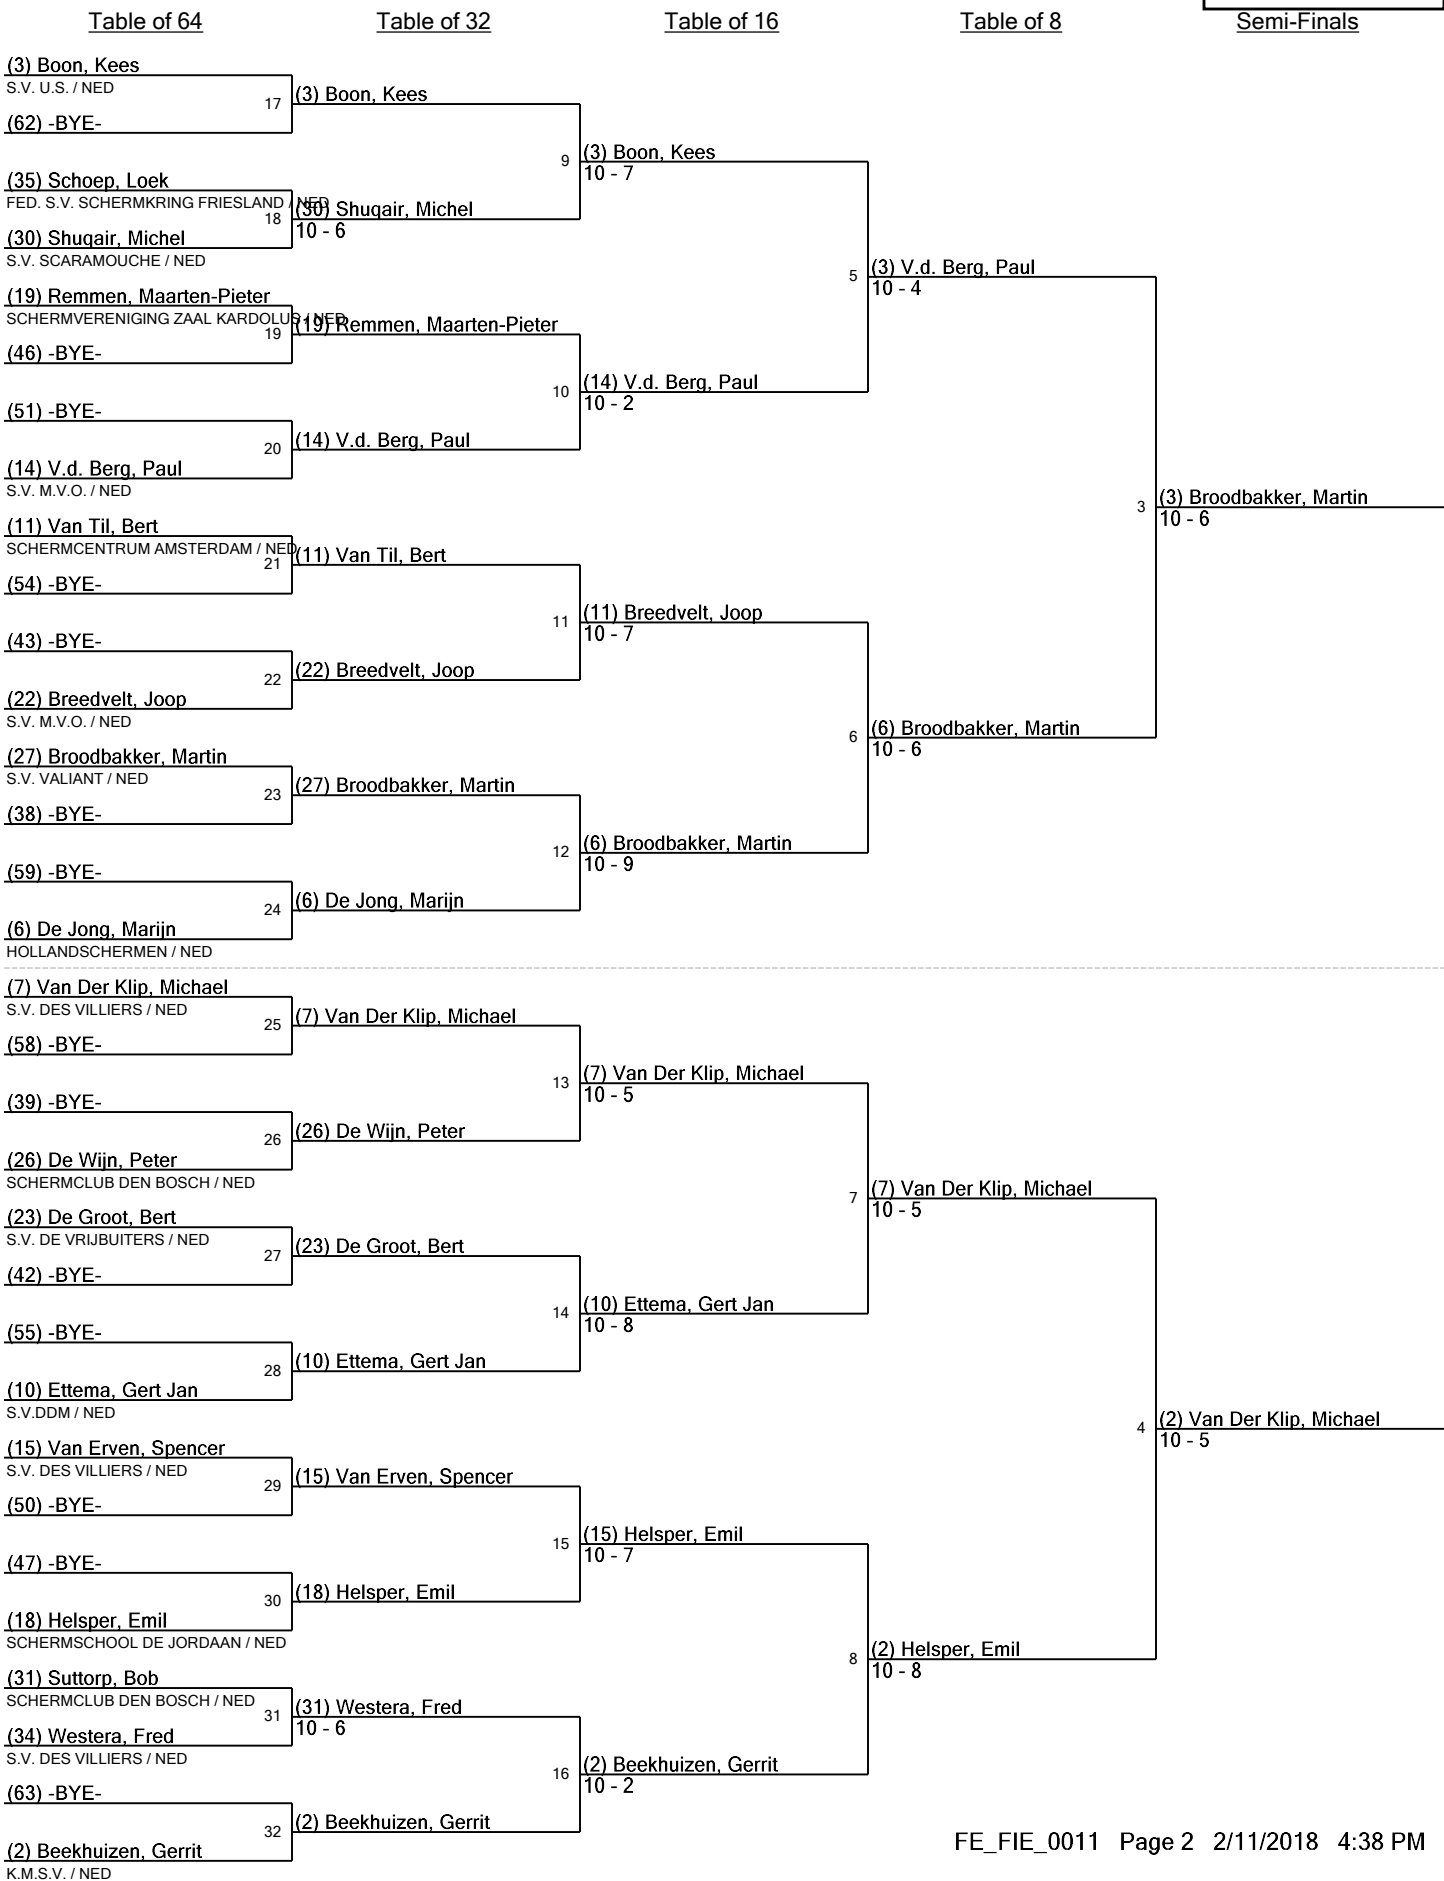 Table of 64
Table of 32
Table of 16
Table of 8
Semi-Finals
(3) Boon, Kees
S.V. U.S. / NED
(62) -BYE-
(35) Schoep, Loek
FED. S.V. SCHERMKRING FRIESLAND / NED
(30) Shuqair, Michel
S.V. SCARAMOUCHE / NED
(19) Remmen, Maarten-Pieter
SCHERMVERENIGING ZAAL KARDOLUS / NED
(46) -BYE-
(51) -BYE-
(14) V.d. Berg, Paul
S.V. M.V.O. / NED
(11) Van Til, Bert
SCHERMCENTRUM AMSTERDAM / NED
(54) -BYE-
(43) -BYE-
(22) Breedvelt, Joop
S.V. M.V.O. / NED
(27) Broodbakker, Martin
S.V. VALIANT / NED
(38) -BYE-
(59) -BYE-
(6) De Jong, Marijn
HOLLANDSCHERMEN / NED
(7) Van Der Klip, Michael
S.V. DES VILLIERS / NED
(58) -BYE-
(39) -BYE-
(26) De Wijn, Peter
SCHERMCLUB DEN BOSCH / NED
(23) De Groot, Bert
S.V. DE VRIJBUITERS / NED
(42) -BYE-
(55) -BYE-
(10) Ettema, Gert Jan
S.V.DDM / NED
(15) Van Erven, Spencer
S.V. DES VILLIERS / NED
(50) -BYE-
(47) -BYE-
(18) Helsper, Emil
SCHERMSCHOOL DE JORDAAN / NED
(31) Suttorp, Bob
SCHERMCLUB DEN BOSCH / NED
(34) Westera, Fred
S.V. DES VILLIERS / NED
(63) -BYE-
(2) Beekhuizen, Gerrit
K.M.S.V. / NED
17 (3) Boon, Kees
18 (30) Shuqair, Michel
10 - 6
19 (19) Remmen, Maarten-Pieter
20 (14) V.d. Berg, Paul
21 (11) Van Til, Bert
22 (22) Breedvelt, Joop
23 (27) Broodbakker, Martin
24 (6) De Jong, Marijn
25 (7) Van Der Klip, Michael
26 (26) De Wijn, Peter
27 (23) De Groot, Bert
28 (10) Ettema, Gert Jan
29 (15) Van Erven, Spencer
30 (18) Helsper, Emil
31 (31) Westera, Fred
10 - 6
32 (2) Beekhuizen, Gerrit
9 (3) Boon, Kees
10 - 7
10 (14) V.d. Berg, Paul
10 - 2
11 (11) Breedvelt, Joop
10 - 7
12 (6) Broodbakker, Martin
10 - 9
13 (7) Van Der Klip, Michael
10 - 5
14 (10) Ettema, Gert Jan
10 - 8
15 (15) Helsper, Emil
10 - 7
16 (2) Beekhuizen, Gerrit
10 - 2
5 (3) V.d. Berg, Paul
10 - 4
6 (6) Broodbakker, Martin
10 - 6
7 (7) Van Der Klip, Michael
10 - 5
8 (2) Helsper, Emil
10 - 8
3 (3) Broodbakker, Martin
10 - 6
4 (2) Van Der Klip, Michael
10 - 5
FE_FIE_0011 Page 2 2/11/2018 4:38 PM